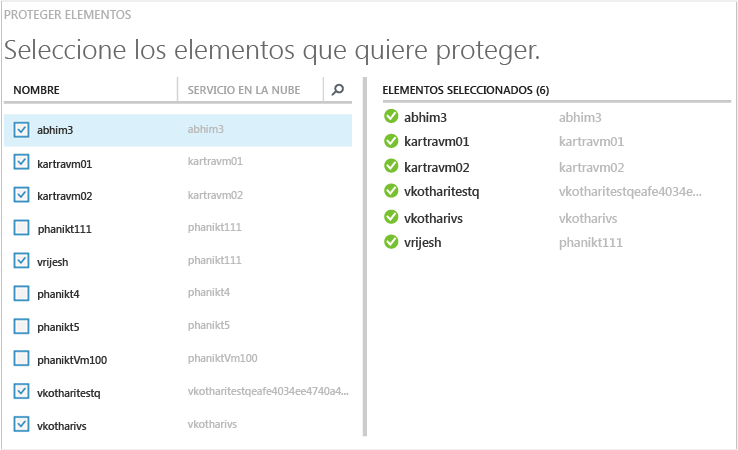 PROTEGER ELEMENTOS
Seleccione los elementos que quiere proteger.
NOMBRE SERVICIO EN LA NUBE
abhim3 abhim3
kartravm01 kartravm01
kartravm02 kartravm02
phanikt111 phanikt111
vrijesh phanikt111
phanikt4 phanikt4
phanikt5 phanikt5
phaniktVm100 phaniktVm100
vkotharitestq vkotharitestqeafe4034ee4740a4...
vkotharivs vkotharivs
ELEMENTOS SELECCIONADOS (6)
abhim3 abhim3
kartravm01 kartravm01
kartravm02 kartravm02
vkotharitestq vkotharitestqeafe4034e...
vkotharivs vkotharivs
vrijesh phanikt111